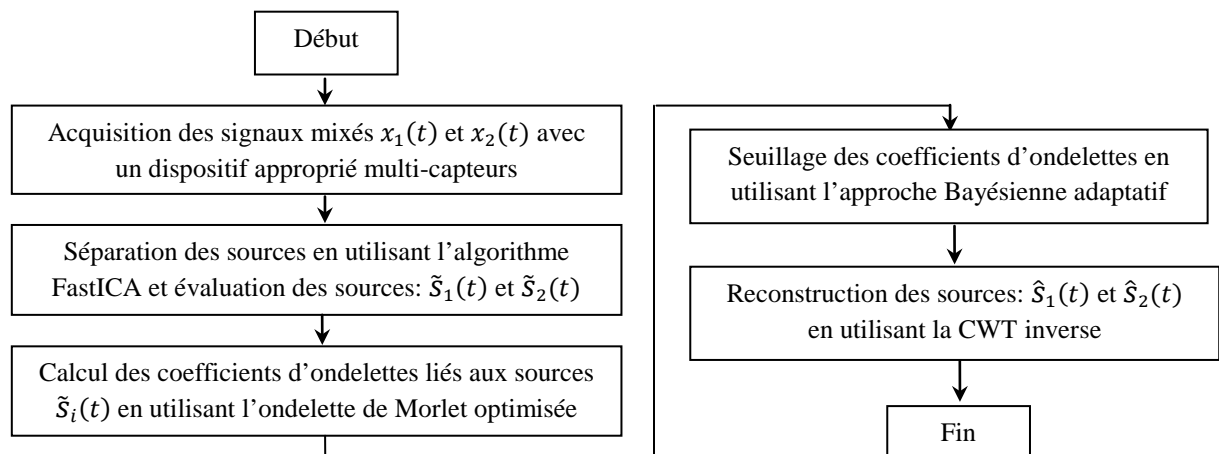 Début
Acquisition des signaux mixés 𝑥₁(𝑡) et 𝑥₂(𝑡) avec
un dispositif approprié multi-capteurs
Séparation des sources en utilisant l’algorithme
FastICA et évaluation des sources: s̃₁(𝑡) et s̃₂(𝑡)
Calcul des coefficients d’ondelettes liés aux sources
s̃ᵢ(𝑡) en utilisant l’ondelette de Morlet optimisée
Seuillage des coefficients d’ondelettes en
utilisant l’approche Bayésienne adaptatif
Reconstruction des sources: ŝ₁(𝑡) et ŝ₂(𝑡)
en utilisant la CWT inverse
Fin